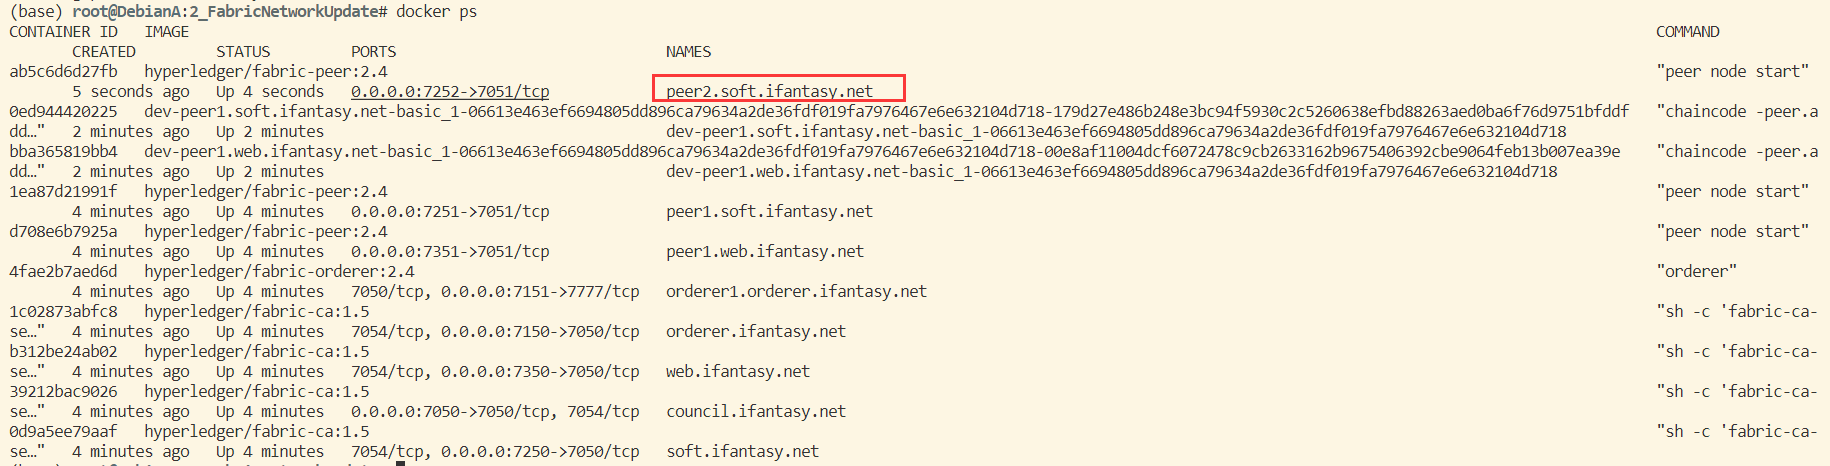 (base) root@DebianA:2_FabricNetworkUpdate# docker ps
CONTAINER ID   IMAGE   COMMAND
CREATED   STATUS   PORTS   NAMES
ab5c6d6d27fb   hyperledger/fabric-peer:2.4   "peer node start"
5 seconds ago   Up 4 seconds   0.0.0.0:7252->7051/tcp   peer2.soft.ifantasy.net
0ed944420225   dev-peer1.soft.ifantasy.net-basic_1-06613e463ef6694805dd896ca79634a2de36fdf019fa7976467e6e632104d718-179d27e486b248e3bc94f5930c2c5260638efbd88263aed0ba6f76d9751bfddf   "chaincode -peer.a
dd…"   2 minutes ago   Up 2 minutes   dev-peer1.soft.ifantasy.net-basic_1-06613e463ef6694805dd896ca79634a2de36fdf019fa7976467e6e632104d718
bba365819bb4   dev-peer1.web.ifantasy.net-basic_1-06613e463ef6694805dd896ca79634a2de36fdf019fa7976467e6e632104d718-00e8af11004dcf6072478c9cb2633162b9675406392cbe9064feb13b007ea39e   "chaincode -peer.a
dd…"   2 minutes ago   Up 2 minutes   dev-peer1.web.ifantasy.net-basic_1-06613e463ef6694805dd896ca79634a2de36fdf019fa7976467e6e632104d718
1ea87d21991f   hyperledger/fabric-peer:2.4   "peer node start"
4 minutes ago   Up 4 minutes   0.0.0.0:7251->7051/tcp   peer1.soft.ifantasy.net
d708e6b7925a   hyperledger/fabric-peer:2.4   "peer node start"
4 minutes ago   Up 4 minutes   0.0.0.0:7351->7051/tcp   peer1.web.ifantasy.net
4fae2b7aed6d   hyperledger/fabric-orderer:2.4   "orderer"
4 minutes ago   Up 4 minutes   7050/tcp, 0.0.0.0:7151->7777/tcp   orderer1.orderer.ifantasy.net
1c02873abfc8   hyperledger/fabric-ca:1.5   "sh -c 'fabric-ca-
se…"   4 minutes ago   Up 4 minutes   7054/tcp, 0.0.0.0:7150->7050/tcp   orderer.ifantasy.net
b312be24ab02   hyperledger/fabric-ca:1.5   "sh -c 'fabric-ca-
se…"   4 minutes ago   Up 4 minutes   7054/tcp, 0.0.0.0:7350->7050/tcp   web.ifantasy.net
39212bac9026   hyperledger/fabric-ca:1.5   "sh -c 'fabric-ca-
se…"   4 minutes ago   Up 4 minutes   0.0.0.0:7050->7050/tcp, 7054/tcp   council.ifantasy.net
0d9a5ee79aaf   hyperledger/fabric-ca:1.5   "sh -c 'fabric-ca-
se…"   4 minutes ago   Up 4 minutes   7054/tcp, 0.0.0.0:7250->7050/tcp   soft.ifantasy.net